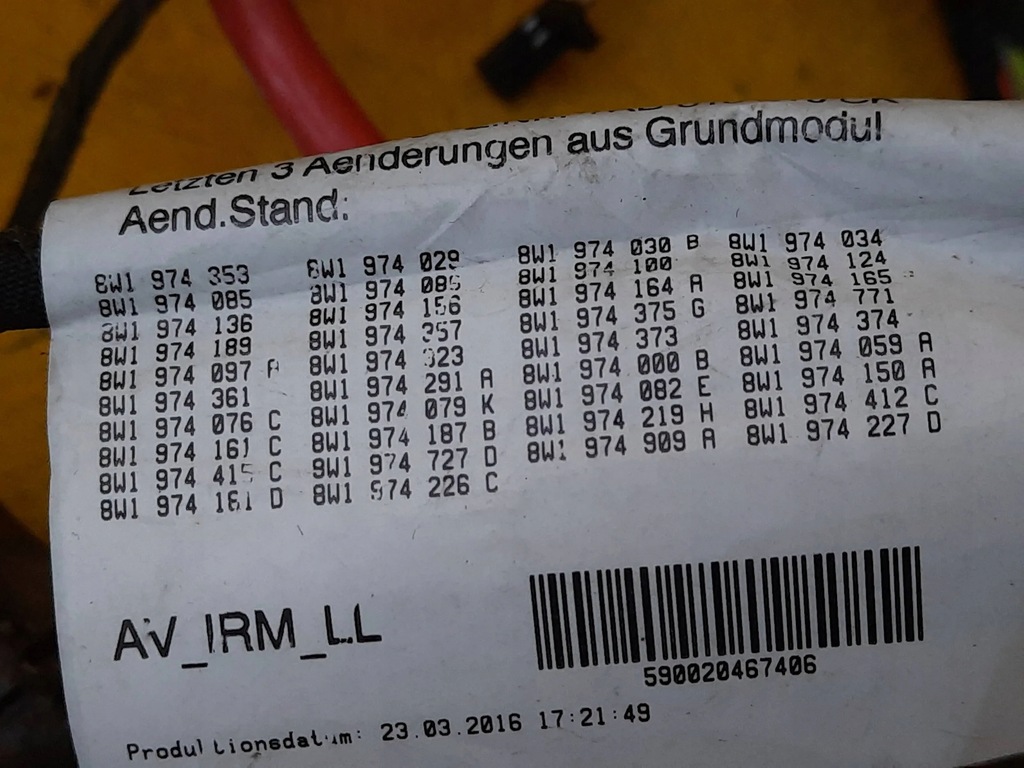 Letzten 3 Aenderungen aus Grundmodul
Aend.Stand:
8W1 974 353 8W1 974 029 8W1 974 030 B 8W1 974 034
8W1 974 085 8W1 974 085 8W1 974 100 8W1 974 124
8W1 974 136 8W1 974 156 8W1 974 164 A 8W1 974 165
8W1 974 189 8W1 974 357 8W1 974 375 G 8W1 974 771
8W1 974 097 A 8W1 974 323 8W1 974 373 8W1 974 374
8W1 974 361 8W1 974 291 A 8W1 974 000 B 8W1 974 059 A
8W1 974 076 C 8W1 974 079 K 8W1 974 082 E 8W1 974 150 A
8W1 974 161 C 8W1 974 187 B 8W1 974 219 H 8W1 974 412 C
8W1 974 415 C 8W1 974 727 D 8W1 974 909 A 8W1 974 227 D
8W1 974 161 D 8W1 974 226 C
AV_IRM_LL
590020467406
Produktionsdatum: 23.03.2016 17:21:49